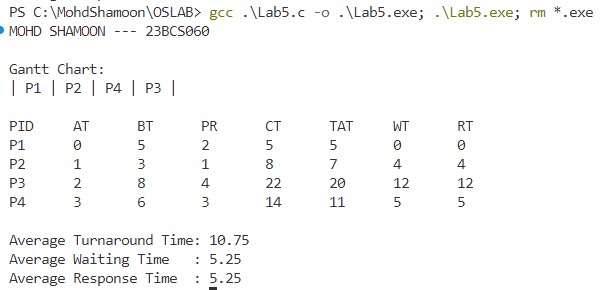 PS C:\MohdShamoon\OSLAB> gcc .\Lab5.c -o .\Lab5.exe; .\Lab5.exe; rm *.exe
MOHD SHAMOON --- 23BCS060
Gantt Chart:
| P1 | P2 | P4 | P3 |
PID AT BT PR CT TAT WT RT
P1 0 5 2 5 5 0 0
P2 1 3 1 8 7 4 4
P3 2 8 4 22 20 12 12
P4 3 6 3 14 11 5 5
Average Turnaround Time: 10.75
Average Waiting Time : 5.25
Average Response Time : 5.25